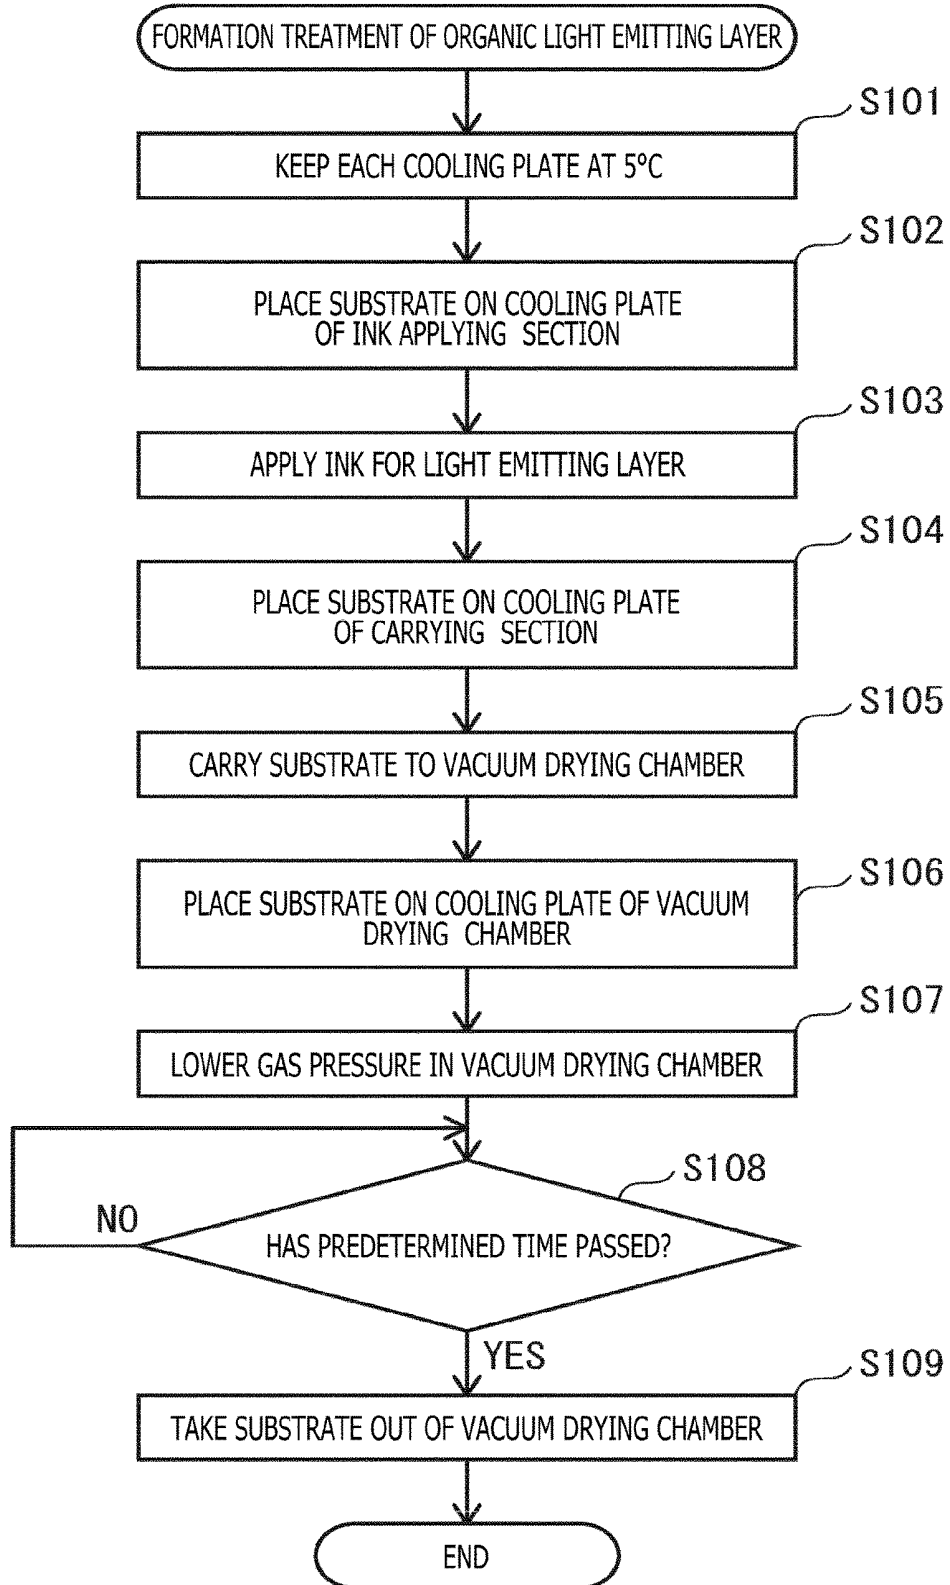 FORMATION TREATMENT OF ORGANIC LIGHT EMITTING LAYER
S101
KEEP EACH COOLING PLATE AT 5°C
S102
PLACE SUBSTRATE ON COOLING PLATE
OF INK APPLYING SECTION
S103
APPLY INK FOR LIGHT EMITTING LAYER
S104
PLACE SUBSTRATE ON COOLING PLATE
OF CARRYING SECTION
S105
CARRY SUBSTRATE TO VACUUM DRYING CHAMBER
S106
PLACE SUBSTRATE ON COOLING PLATE OF VACUUM
DRYING CHAMBER
S107
LOWER GAS PRESSURE IN VACUUM DRYING CHAMBER
S108
NO
HAS PREDETERMINED TIME PASSED?
YES
S109
TAKE SUBSTRATE OUT OF VACUUM DRYING CHAMBER
END